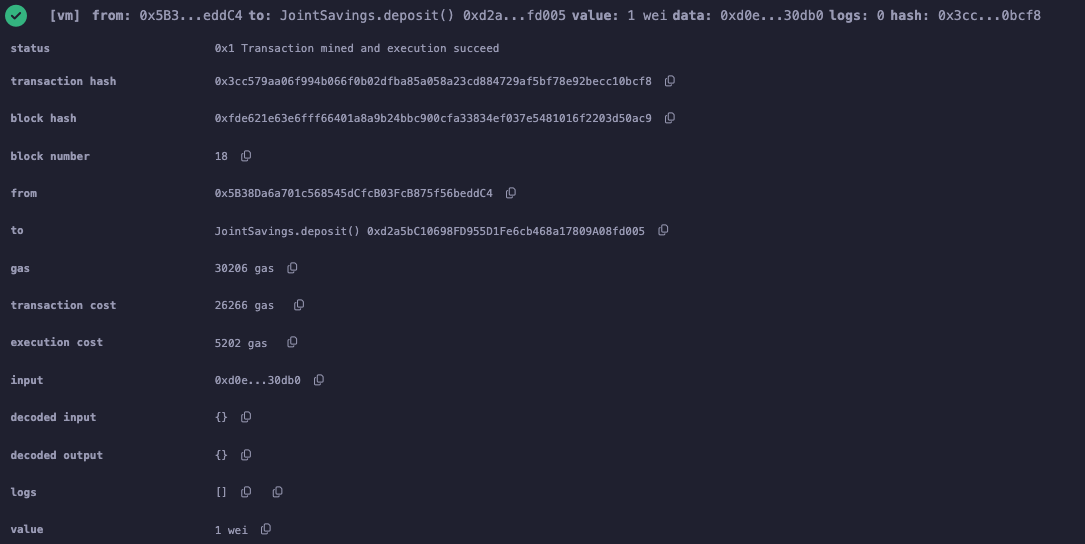 [vm] from: 0x5B3...eddC4 to: JointSavings.deposit() 0xd2a...fd005 value: 1 wei data: 0xd0e...30db0 logs: 0 hash: 0x3cc...0bcf8
status 0x1 Transaction mined and execution succeed
transaction hash 0x3cc579aa06f994b066f0b02dfba85a058a23cd884729af5bf78e92becc10bcf8
block hash 0xfde621e63e6fff66401a8a9b24bbc900cfa33834ef037e5481016f2203d50ac9
block number 18
from 0x5B38Da6a701c568545dCfcB03FcB875f56beddC4
to JointSavings.deposit() 0xd2a5bC10698FD955D1Fe6cb468a17809A08fd005
gas 30206 gas
transaction cost 26266 gas
execution cost 5202 gas
input 0xd0e...30db0
decoded input {}
decoded output {}
logs []
value 1 wei